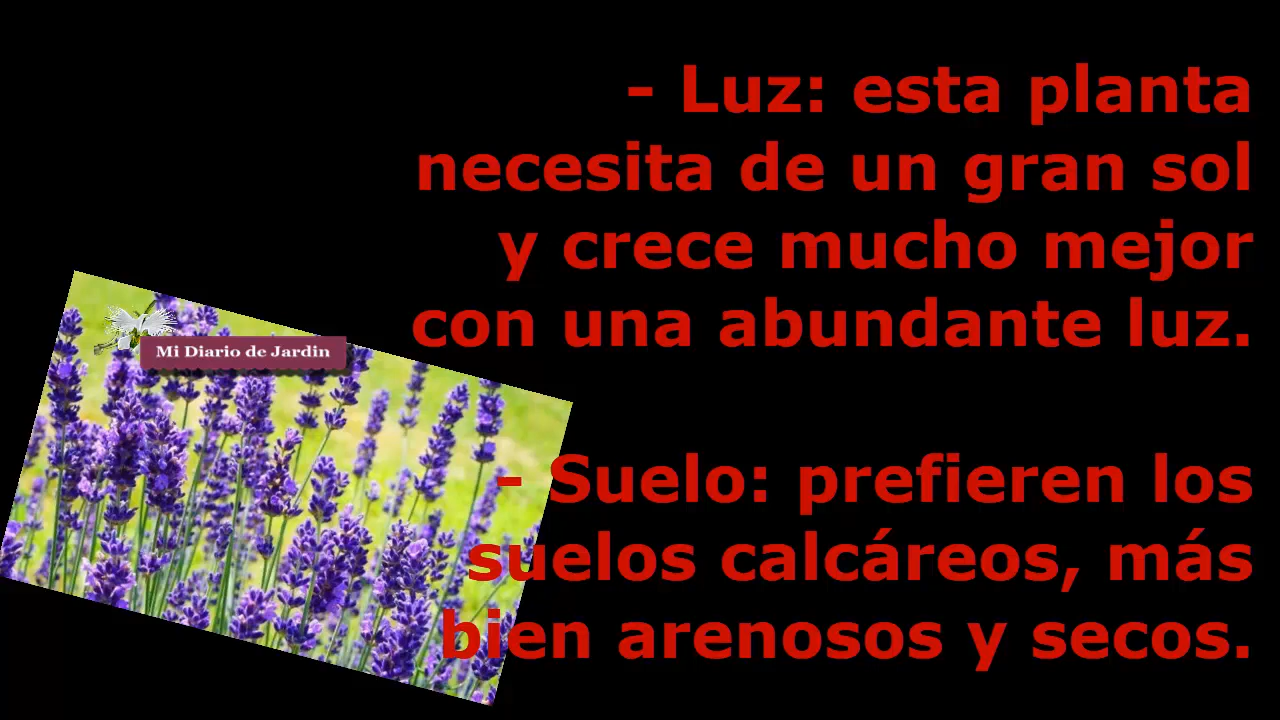 - Luz: esta planta
necesita de un gran sol
y crece mucho mejor
con una abundante luz.
Mi Diario de Jardin
- Suelo: prefieren los
suelos calcáreos, más
bien arenosos y secos.